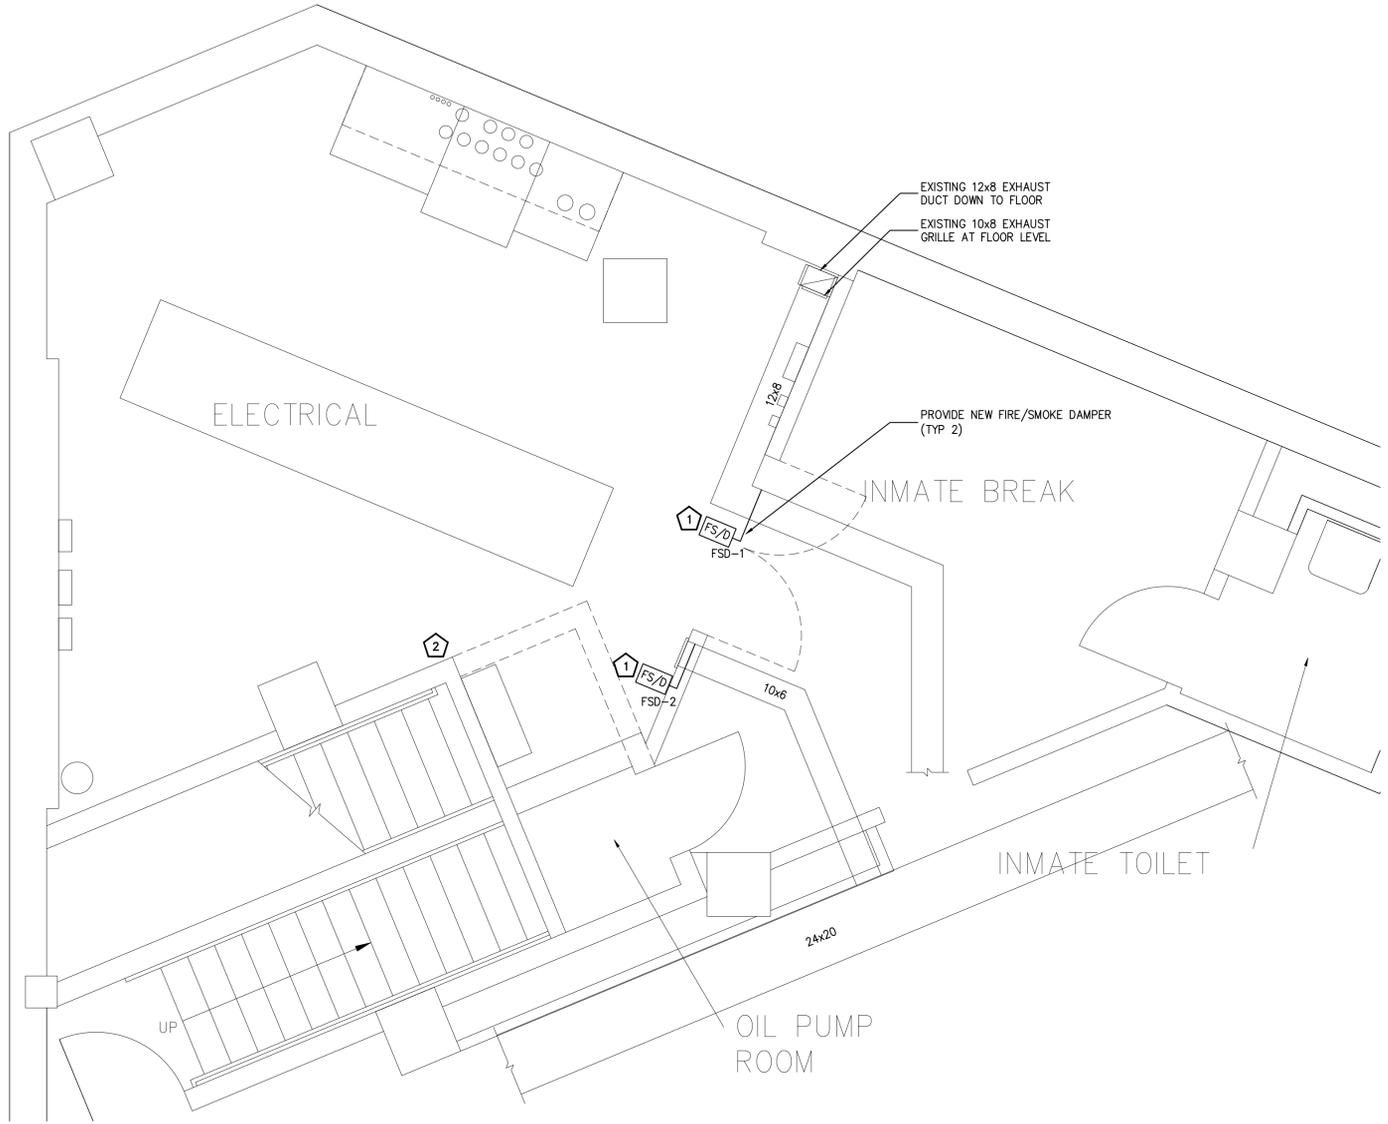 EXISTING 12x8 EXHAUST
DUCT DOWN TO FLOOR
EXISTING 10x8 EXHAUST
GRILLE AT FLOOR LEVEL
12x8
ELECTRICAL
PROVIDE NEW FIRE/SMOKE DAMPER
(TYP 2)
INMATE BREAK
1
FS/D
FSD-1
2
1
FS/D
FSD-2
10x6
INMATE TOILET
24x20
UP
OIL PUMP
ROOM